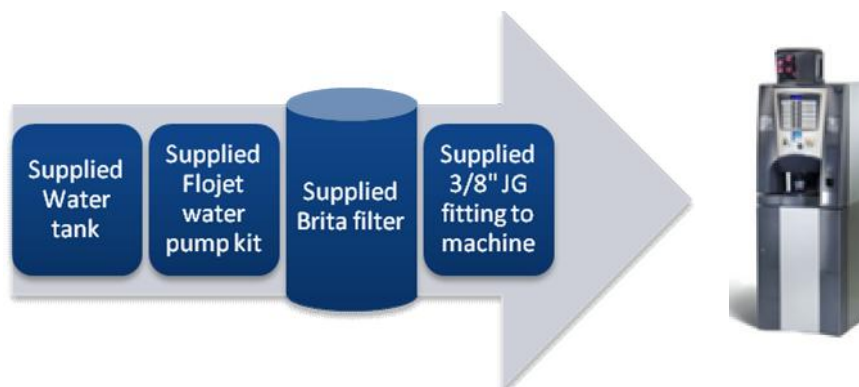 Supplied
Water
tank
Supplied
Flojet
water
pump kit
Supplied
Brita filter
Supplied
3/8" JG
fitting to
machine